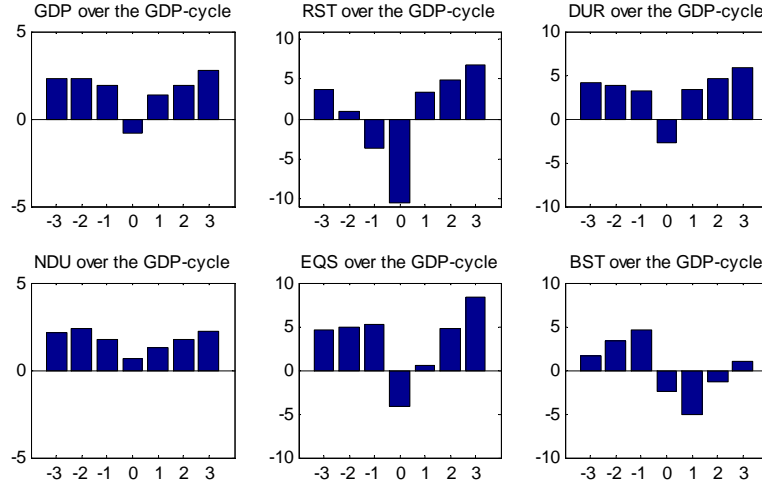 GDP over the GDP-cycle
5
0
-5
-3 -2 -1 0 1 2 3
RST over the GDP-cycle
10
5
0
-5
-10
-3 -2 -1 0 1 2 3
DUR over the GDP-cycle
10
5
0
-5
-10
-3 -2 -1 0 1 2 3
NDU over the GDP-cycle
5
0
-5
-3 -2 -1 0 1 2 3
EQS over the GDP-cycle
10
5
0
-5
-10
-3 -2 -1 0 1 2 3
BST over the GDP-cycle
10
5
0
-5
-10
-3 -2 -1 0 1 2 3